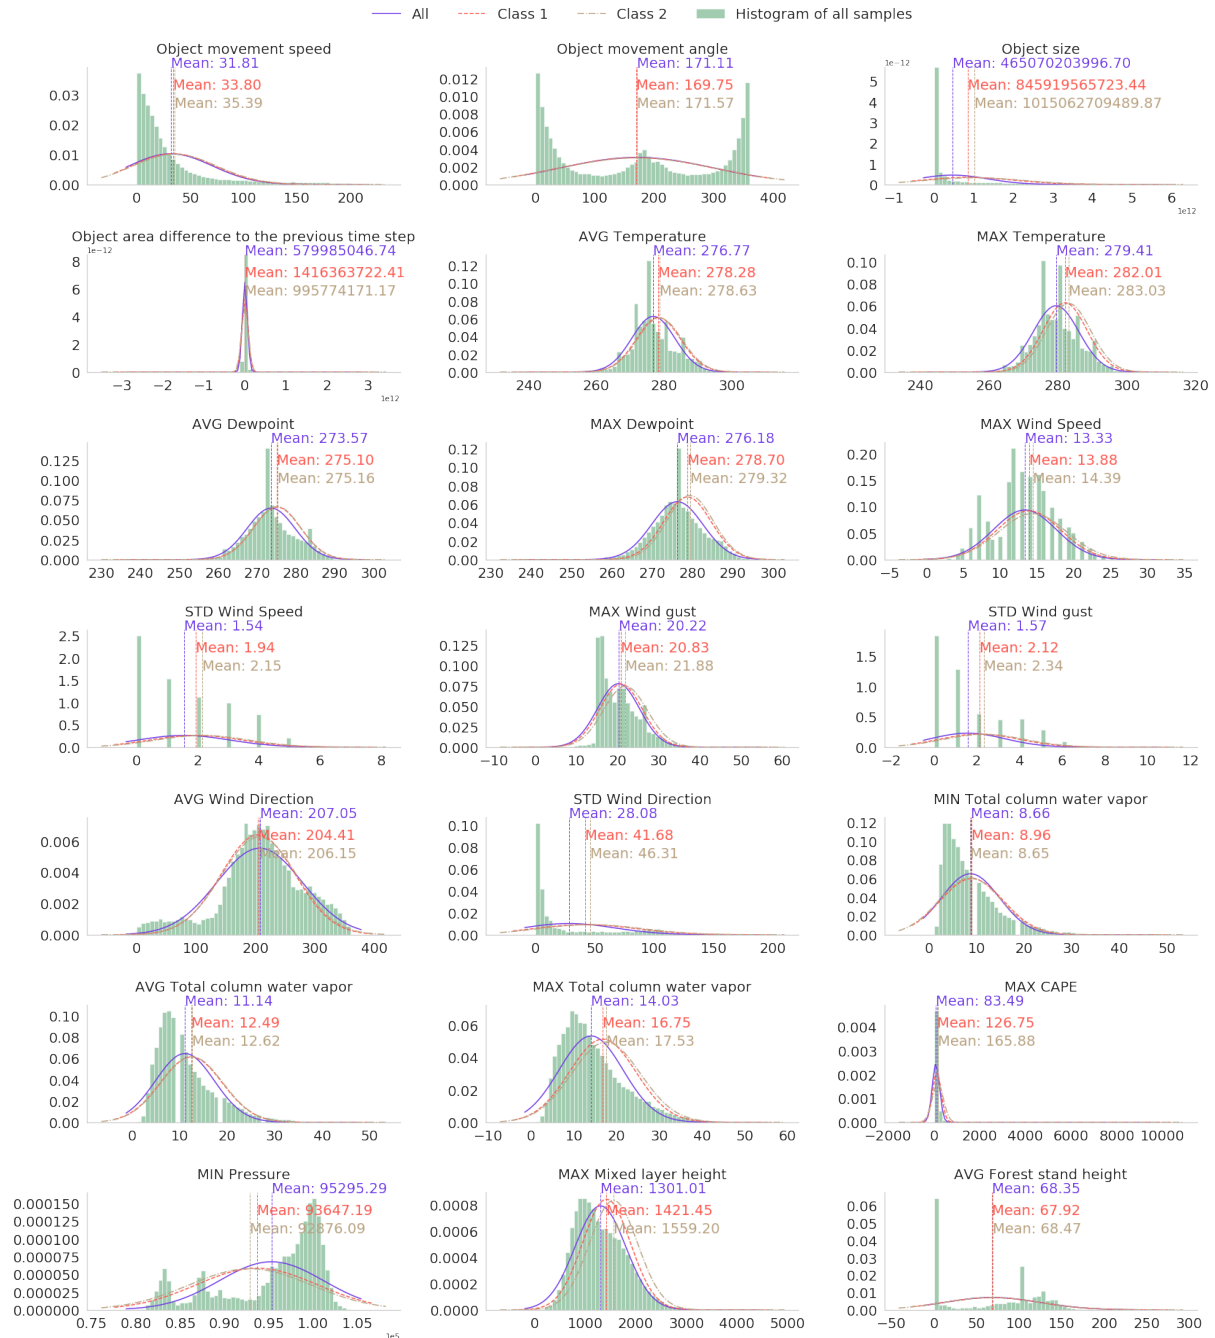 All Class 1 Class 2 Histogram of all samples
Object movement speed
Mean: 31.81
Mean: 33.80
Mean: 35.39
0.03
0.02
0.01
0.00
0 50 100 150 200
Object movement angle
Mean: 171.11
Mean: 169.75
Mean: 171.57
0.012
0.010
0.008
0.006
0.004
0.002
0.000
0 100 200 300 400
Object size
1e−12
Mean: 465070203996.70
Mean: 845919565723.44
Mean: 1015062709489.87
5
4
3
2
1
0
−1 0 1 2 3 4 5 6
1e12
Object area difference to the previous time step
1e−12
Mean: 579985046.74
Mean: 1416363722.41
Mean: 995774171.17
8
6
4
2
0
−3 −2 −1 0 1 2 3
1e12
AVG Temperature
Mean: 276.77
Mean: 278.28
Mean: 278.63
0.12
0.10
0.08
0.06
0.04
0.02
0.00
240 260 280 300
MAX Temperature
Mean: 279.41
Mean: 282.01
Mean: 283.03
0.10
0.08
0.06
0.04
0.02
0.00
240 260 280 300 320
AVG Dewpoint
Mean: 273.57
Mean: 275.10
Mean: 275.16
0.125
0.100
0.075
0.050
0.025
0.000
230 240 250 260 270 280 290 300
MAX Dewpoint
Mean: 276.18
Mean: 278.70
Mean: 279.32
0.12
0.10
0.08
0.06
0.04
0.02
0.00
230 240 250 260 270 280 290 300
MAX Wind Speed
Mean: 13.33
Mean: 13.88
Mean: 14.39
0.20
0.15
0.10
0.05
0.00
−5 0 5 10 15 20 25 30 35
STD Wind Speed
Mean: 1.54
Mean: 1.94
Mean: 2.15
2.5
2.0
1.5
1.0
0.5
0.0
0 2 4 6 8
MAX Wind gust
Mean: 20.22
Mean: 20.83
Mean: 21.88
0.125
0.100
0.075
0.050
0.025
0.000
−10 0 10 20 30 40 50 60
STD Wind gust
Mean: 1.57
Mean: 2.12
Mean: 2.34
1.5
1.0
0.5
0.0
−2 0 2 4 6 8 10 12
AVG Wind Direction
Mean: 207.05
Mean: 204.41
Mean: 206.15
0.006
0.004
0.002
0.000
0 100 200 300 400
STD Wind Direction
Mean: 28.08
Mean: 41.68
Mean: 46.31
0.10
0.08
0.06
0.04
0.02
0.00
0 50 100 150 200
MIN Total column water vapor
Mean: 8.66
Mean: 8.96
Mean: 8.65
0.12
0.10
0.08
0.06
0.04
0.02
0.00
0 10 20 30 40 50
AVG Total column water vapor
Mean: 11.14
Mean: 12.49
Mean: 12.62
0.10
0.08
0.06
0.04
0.02
0.00
0 10 20 30 40 50
MAX Total column water vapor
Mean: 14.03
Mean: 16.75
Mean: 17.53
0.06
0.04
0.02
0.00
−10 0 10 20 30 40 50 60
MAX CAPE
Mean: 83.49
Mean: 126.75
Mean: 165.88
0.004
0.003
0.002
0.001
0.000
−2000 0 2000 4000 6000 8000 10000
MIN Pressure
Mean: 95295.29
Mean: 93647.19
Mean: 92876.09
0.000150
0.000125
0.000100
0.000075
0.000050
0.000025
0.000000
0.75 0.80 0.85 0.90 0.95 1.00 1.05
1e5
MAX Mixed layer height
Mean: 1301.01
Mean: 1421.45
Mean: 1559.20
0.0008
0.0006
0.0004
0.0002
0.0000
−1000 0 1000 2000 3000 4000 5000
AVG Forest stand height
Mean: 68.35
Mean: 67.92
Mean: 68.47
0.06
0.05
0.04
0.03
0.02
0.01
0.00
−50 0 50 100 150 200 250 300